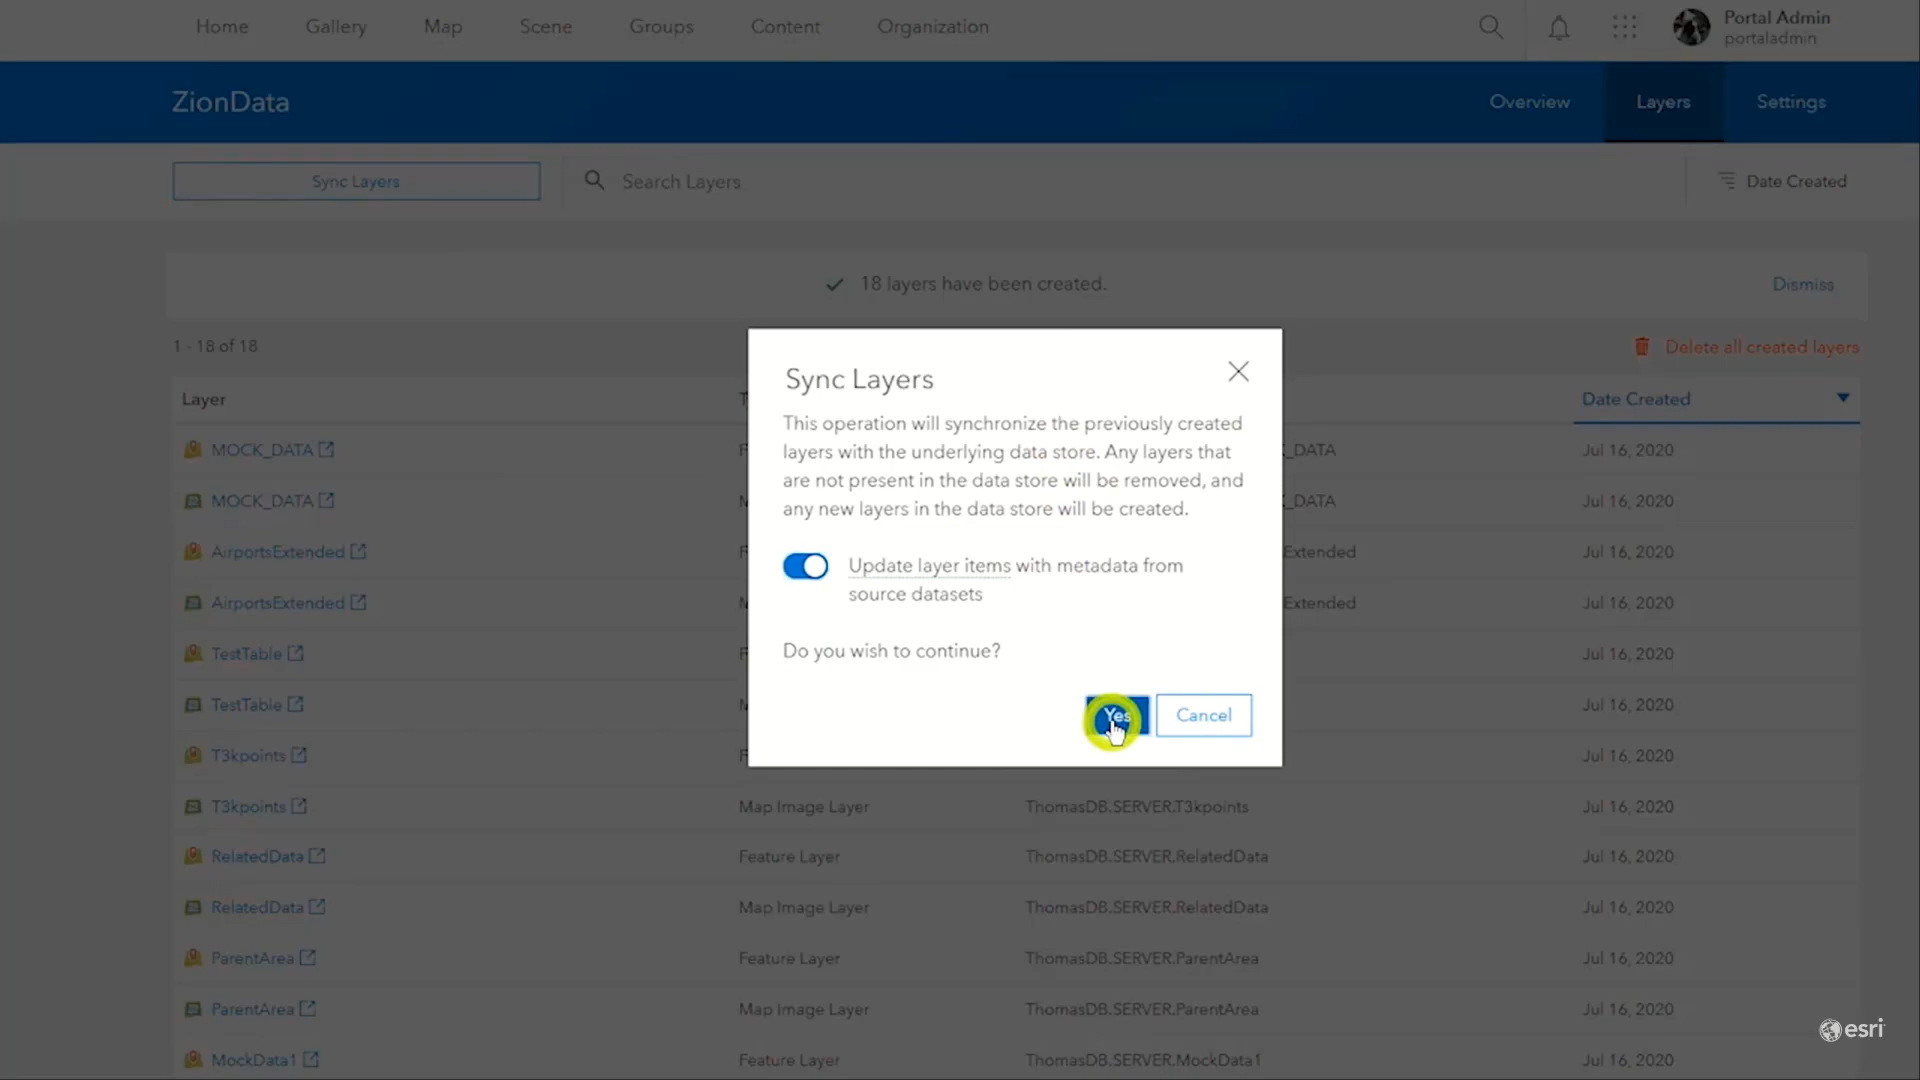 Home Gallery Map Scene Groups Content Organization
Portal Admin
portaladmin
ZionData Overview Layers Settings
Sync Layers Search Layers Date Created
18 layers have been created. Dismiss
1 - 18 of 18 Delete all created layers
Sync Layers
This operation will synchronize the previously created
layers with the underlying data store. Any layers that
are not present in the data store will be removed, and
any new layers in the data store will be created.
Update layer items with metadata from
source datasets
Do you wish to continue?
Yes Cancel
Layer Date Created
MOCK_DATA _DATA Jul 16, 2020
MOCK_DATA _DATA Jul 16, 2020
AirportsExtended Extended Jul 16, 2020
AirportsExtended Extended Jul 16, 2020
TestTable Jul 16, 2020
TestTable Jul 16, 2020
T3kpoints Jul 16, 2020
T3kpoints Map Image Layer ThomasDB.SERVER.T3kpoints Jul 16, 2020
RelatedData Feature Layer ThomasDB.SERVER.RelatedData Jul 16, 2020
RelatedData Map Image Layer ThomasDB.SERVER.RelatedData Jul 16, 2020
ParentArea Feature Layer ThomasDB.SERVER.ParentArea Jul 16, 2020
ParentArea Map Image Layer ThomasDB.SERVER.ParentArea Jul 16, 2020
MockData1 Feature Layer ThomasDB.SERVER.MockData1 Jul 16, 2020
esri